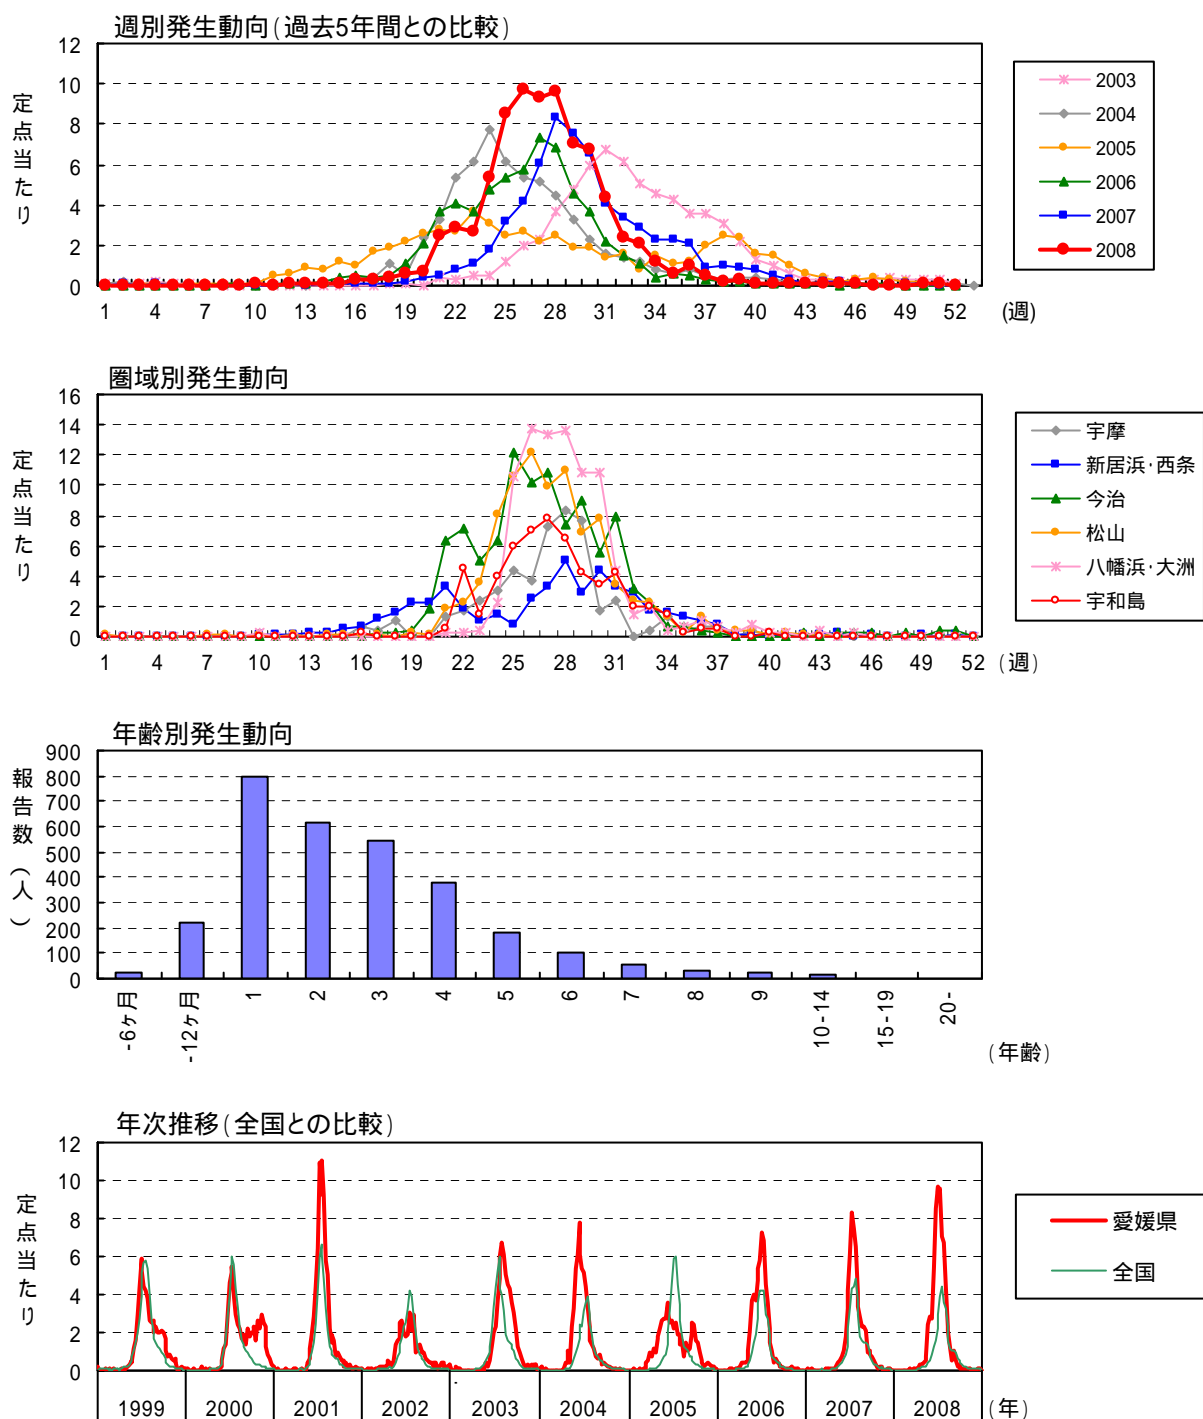 週別発生動向(過去5年間との比較)
12
10
8
6
4
2
0
定点当たり
1 4 7 10 13 16 19 22 25 28 31 34 37 40 43 46 49 52 (週)
2003
2004
2005
2006
2007
2008
圏域別発生動向
16
14
12
10
8
6
4
2
0
定点当たり
1 4 7 10 13 16 19 22 25 28 31 34 37 40 43 46 49 52 (週)
宇摩
新居浜・西条
今治
松山
八幡浜・大洲
宇和島
年齢別発生動向
900
800
700
600
500
400
300
200
100
0
報告数(人)
-6ヶ月 -12ヶ月 1 2 3 4 5 6 7 8 9 10-14 15-19 20-
(年齢)
年次推移(全国との比較)
12
10
8
6
4
2
0
定点当たり
1999 2000 2001 2002 2003 2004 2005 2006 2007 2008 (年)
愛媛県
全国